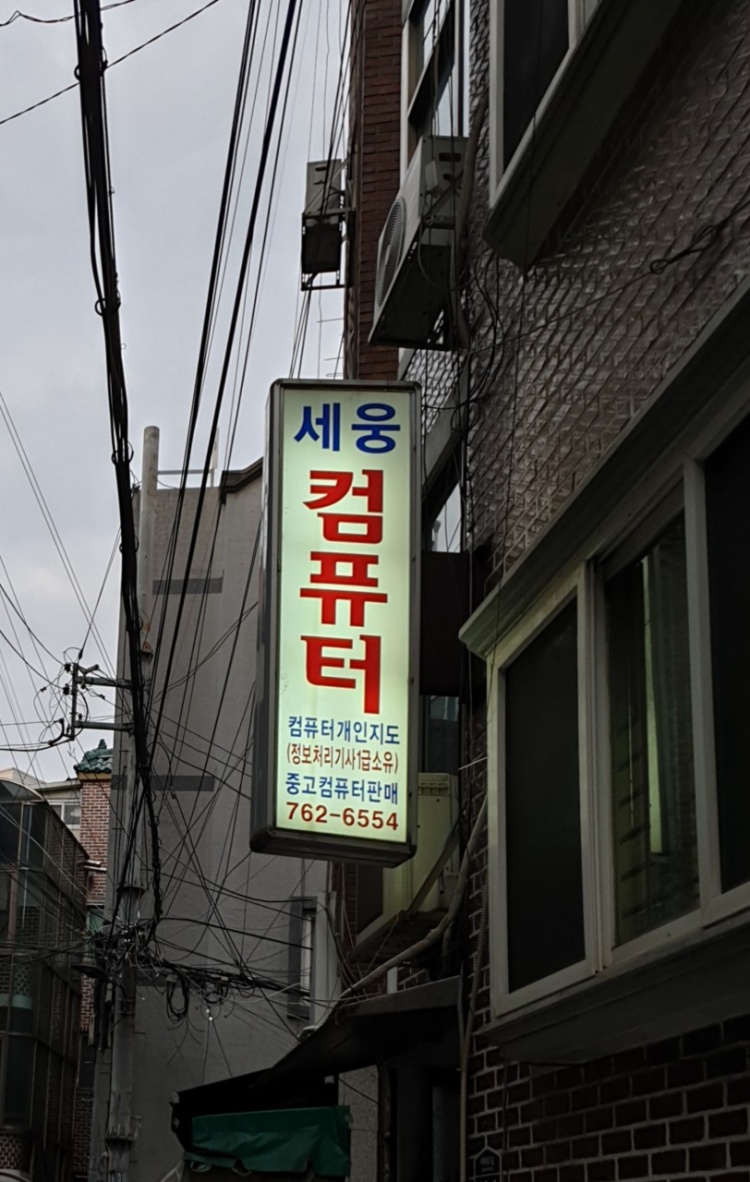 세웅
컴
퓨
터
컴퓨터개인지도
(정보처리기사1급소유)
중고컴퓨터판매
762-6554